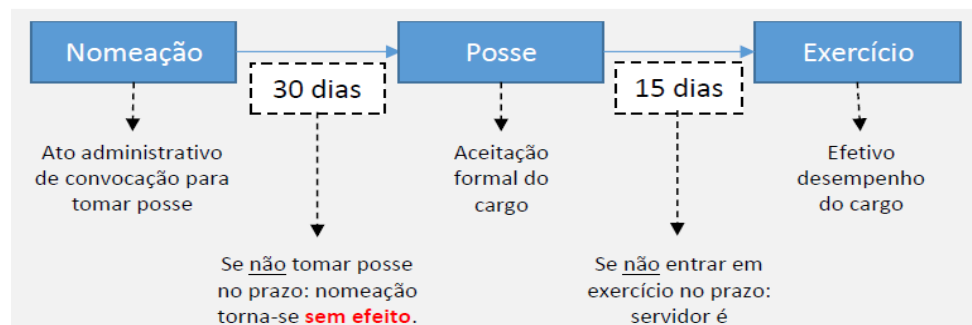 Nomeação
Posse
Exercício
30 dias
15 dias
Ato administrativo
de convocação para
tomar posse
Aceitação
formal do
cargo
Efetivo
desempenho
do cargo
Se não tomar posse
no prazo: nomeação
torna-se sem efeito.
Se não entrar em
exercício no prazo:
servidor é